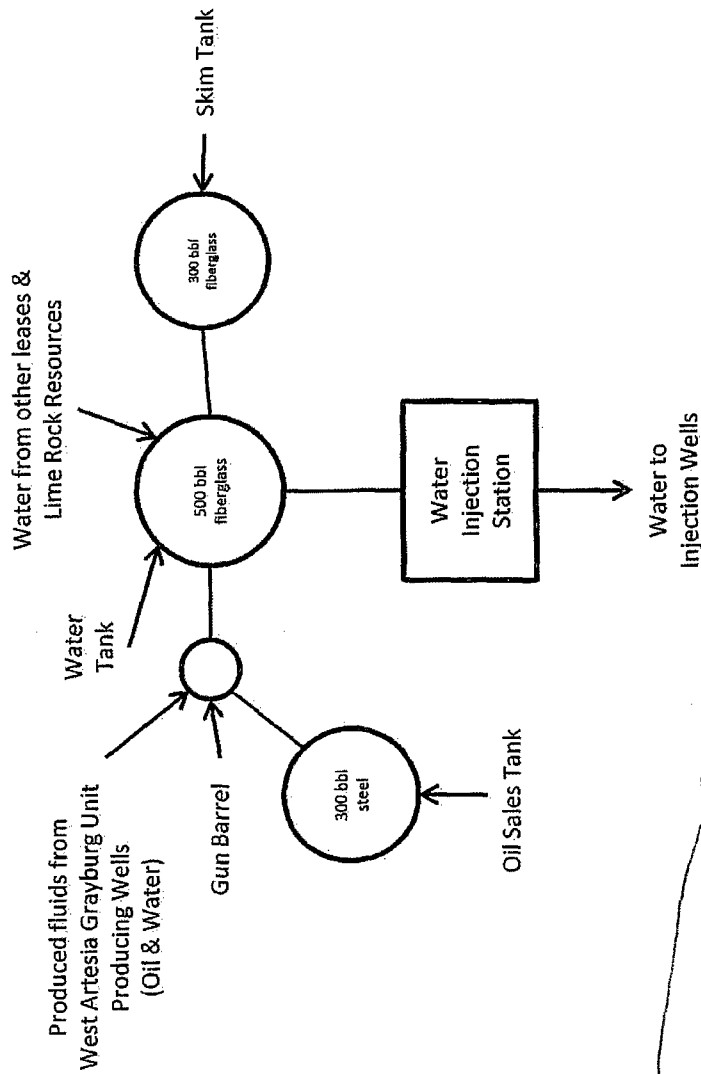 Produced fluids from
West Artesia Grayburg Unit
Producing Wells
(Oil & Water)
Water
Tank
Water from other leases &
Lime Rock Resources
Gun Barrel
500 bbl
fiberglass
300 bbl
fiberglass
Skim Tank
300 bbl
steel
Oil Sales Tank
Water
Injection
Station
Water to
Injection Wells